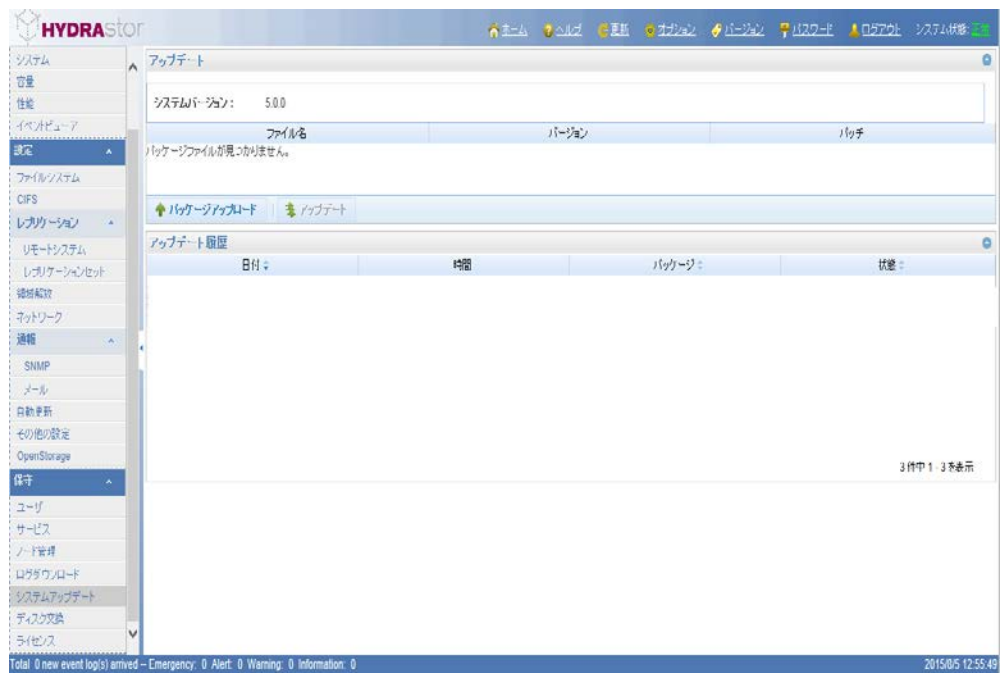 HYDRAstor
ホーム ヘルプ 更新 オプション バージョン パスワード ログアウト システム状態: 正常
システム
容量
性能
イベントビューア
設定
ファイルシステム
CIFS
レプリケーション
リモートシステム
レプリケーションセット
領域解放
ネットワーク
通報
SNMP
メール
自動更新
その他の設定
OpenStorage
保守
ユーザ
サービス
ノード管理
ログダウンロード
システムアップデート
ディスク交換
ライセンス
アップデート
システムバージョン : 5.0.0
ファイル名 バージョン パッチ
パッケージファイルが見つかりません。
パッケージアップロード アップデート
アップデート履歴
日付 時間 パッケージ 状態
3 件中 1 - 3 を表示
Total 0 new event log(s) arrived – Emergency: 0 Alert: 0 Warning: 0 Information: 0
2015/8/5 12:55:49